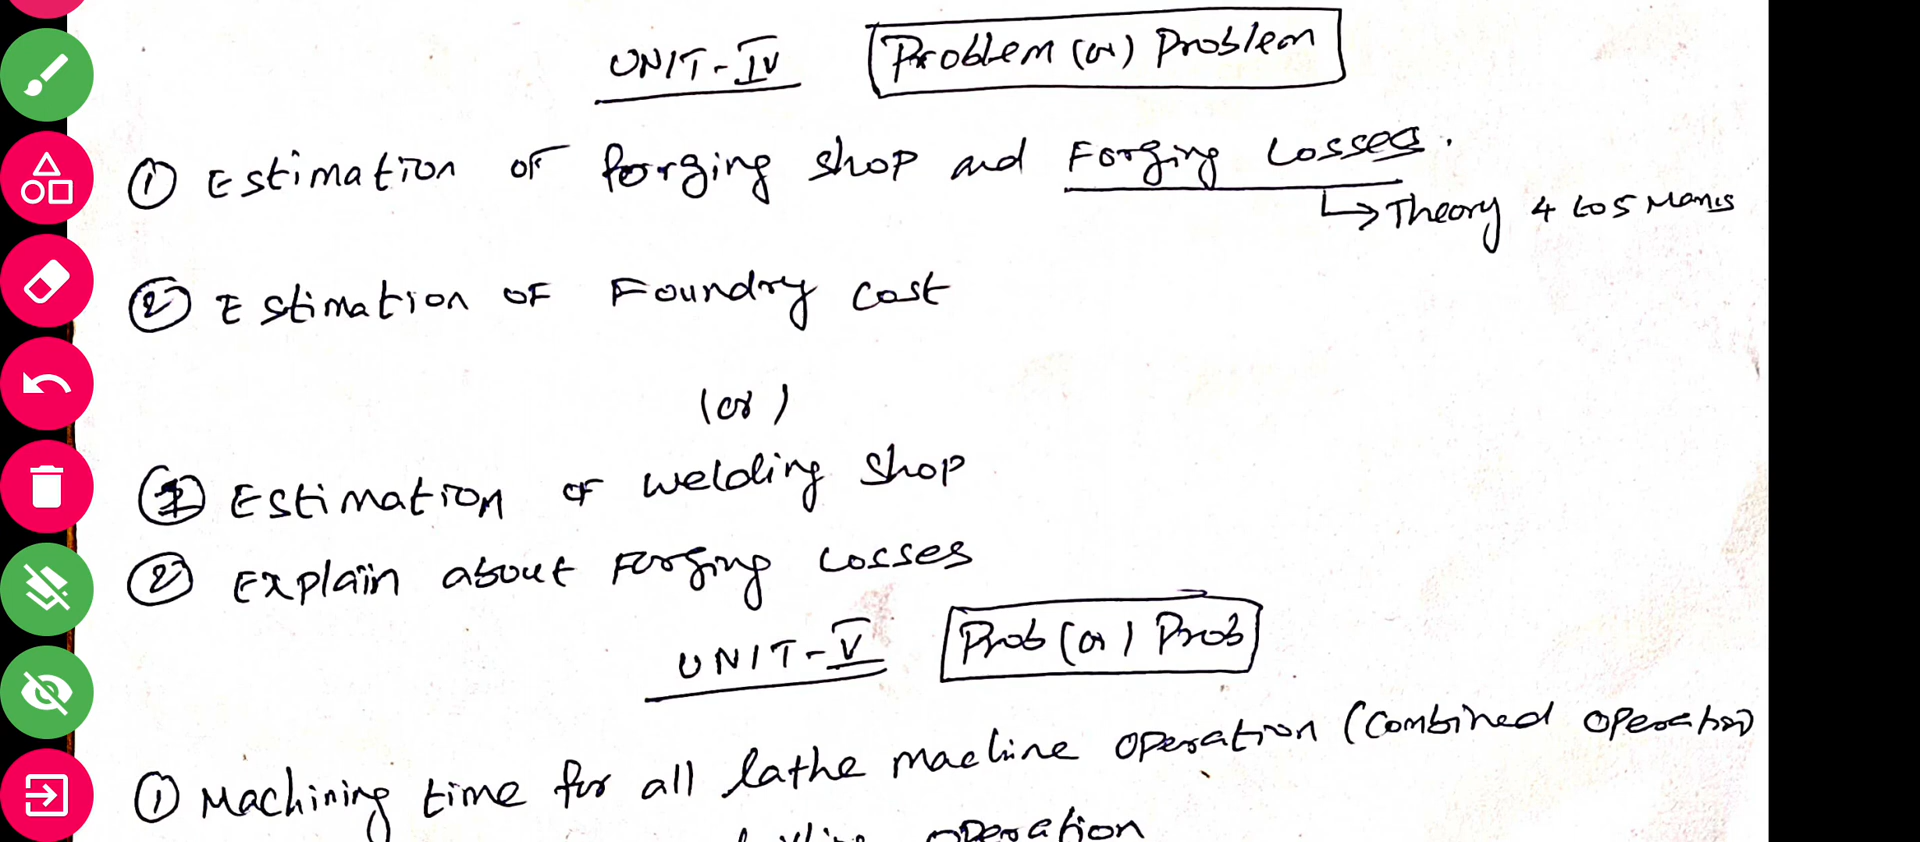 UNIT-IV Problem (or) Problem
① Estimation of forging shop and Forging Losses.
↳ Theory 4 to 5 Marks
② Estimation of Foundry cost
(or)
① Estimation of welding shop
② Explain about Forging Losses
UNIT-V Prob (or) Prob
① Machining time for all lathe machine operation (combined operation)
operation